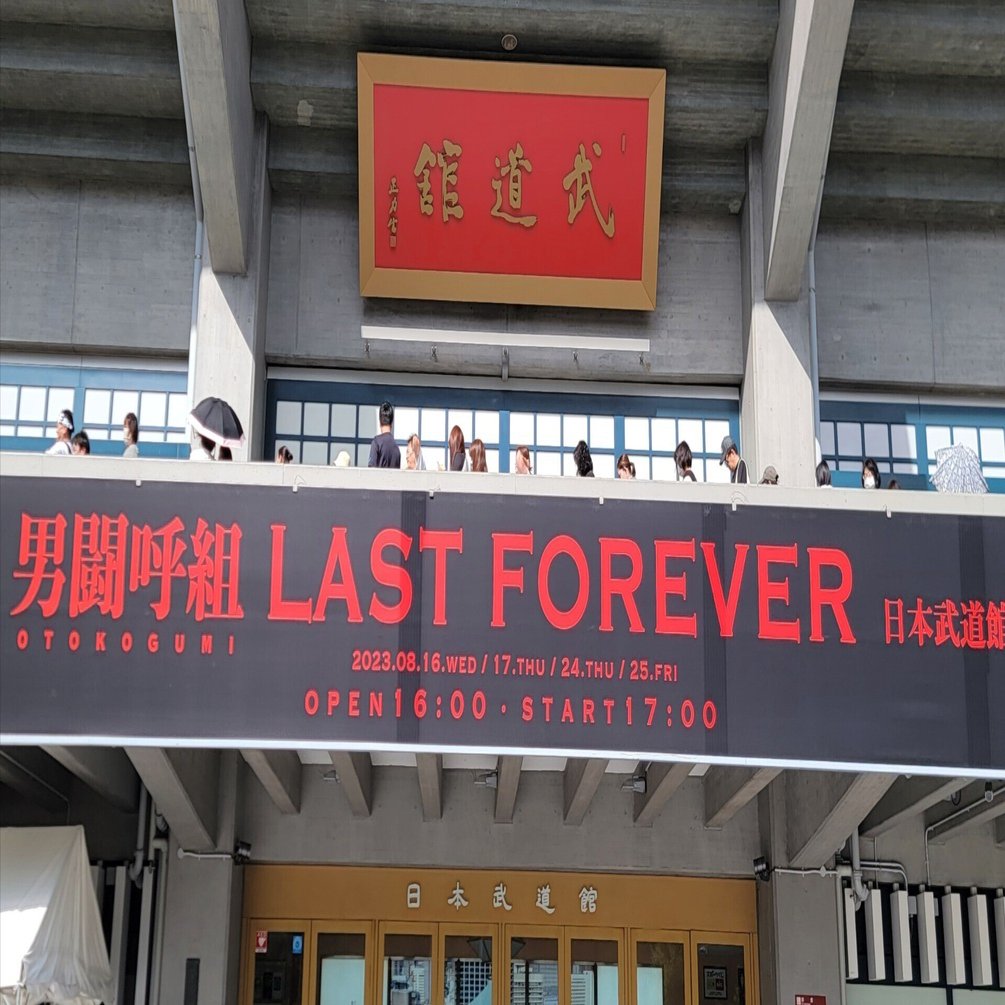 館道武
男闘呼組 LAST FOREVER 日本武道館
OTOKOGUMI
2023.08.16.WED / 17.THU / 24.THU / 25.FRI
OPEN16:00・START17:00
日本武道館